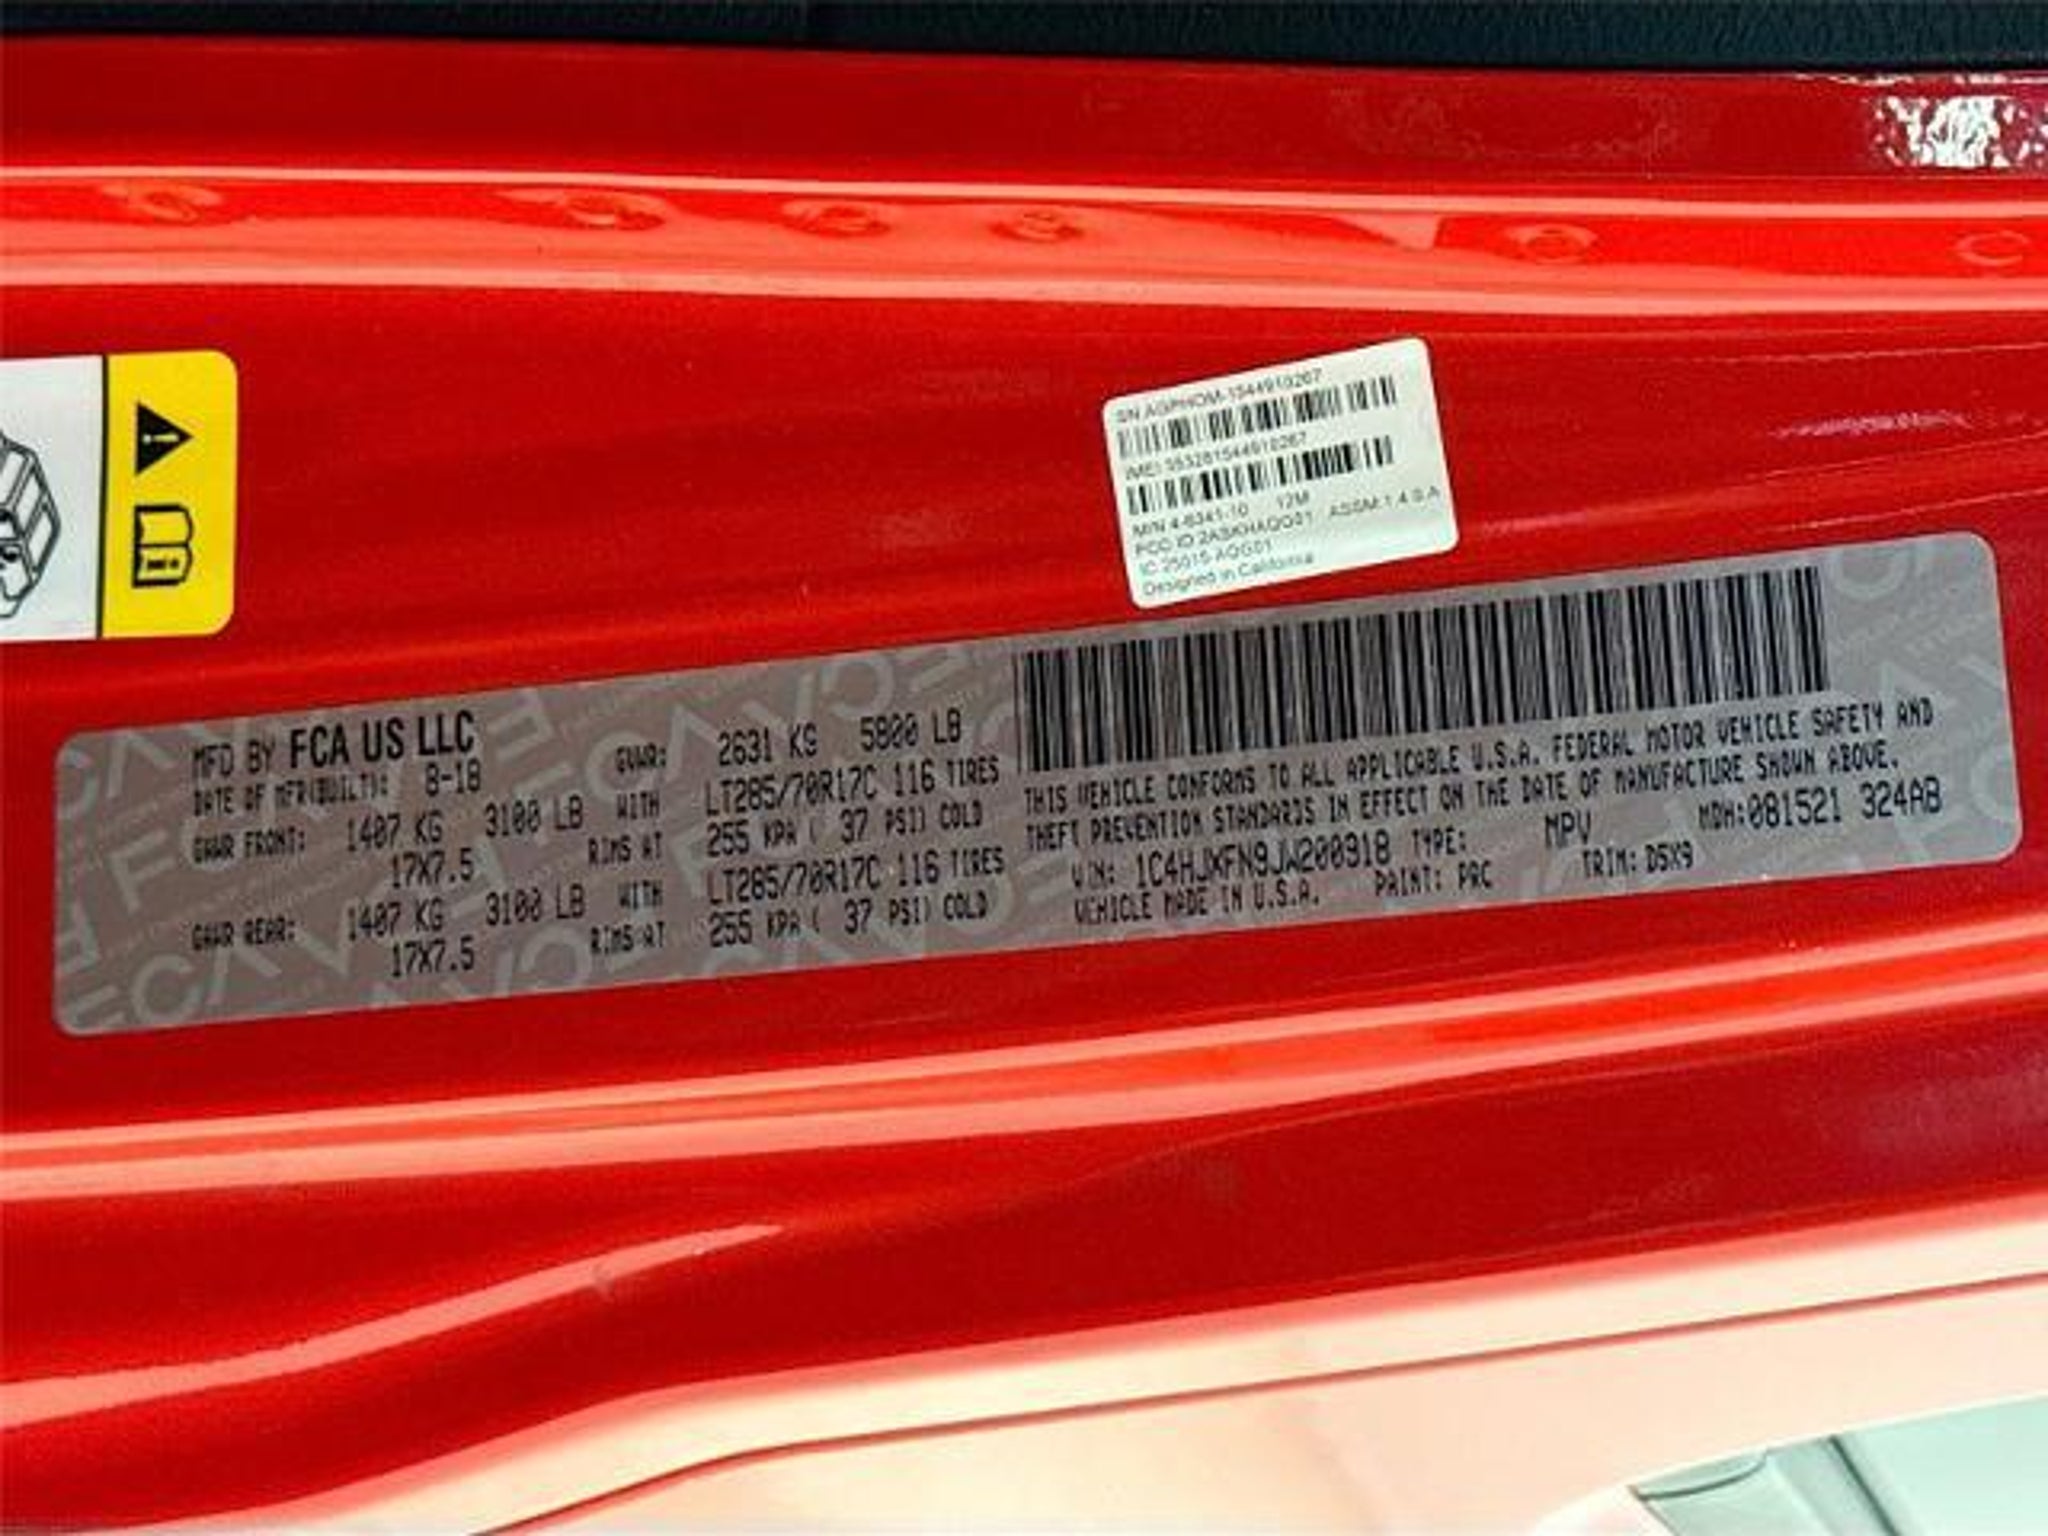 SN AGPHOM-1544910267
IMEI 353281544910267
M/N 4-6341-10 12M
FCC ID 2ASKHAQG01 ASSM 1.4.0.A
IC 25015-AQG01
Designed in California
MFD BY FCA US LLC
DATE OF MFR(BUILT): 8-18
GVWR: 2631 KG 5800 LB
GAWR FRONT: 1407 KG 3100 LB WITH LT285/70R17C 116 TIRES
17X7.5 RIMS AT 255 KPA ( 37 PSI) COLD
GAWR REAR: 1407 KG 3100 LB WITH LT285/70R17C 116 TIRES
17X7.5 RIMS AT 255 KPA ( 37 PSI) COLD
THIS VEHICLE CONFORMS TO ALL APPLICABLE U.S.A. FEDERAL MOTOR VEHICLE SAFETY AND
THEFT PREVENTION STANDARDS IN EFFECT ON THE DATE OF MANUFACTURE SHOWN ABOVE.
VIN: 1C4HJXFN9JW200918 TYPE: MPV MDH:081521 324AB
VEHICLE MADE IN U.S.A. PAINT: PRC TRIM: D5X9